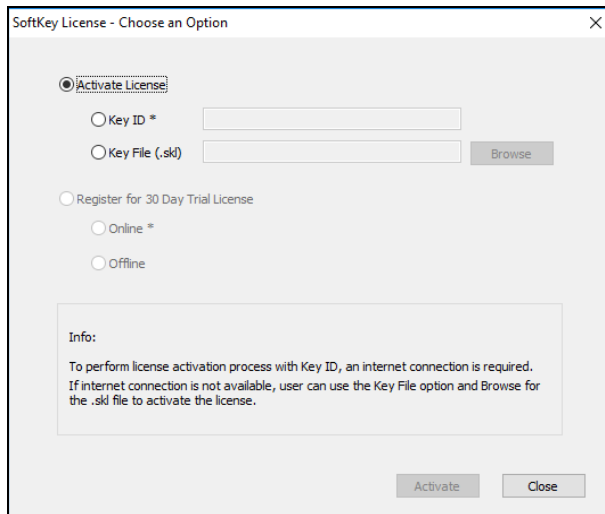 SoftKey License - Choose an Option
Activate License
Key ID *
Key File (.skl)
Browse
Register for 30 Day Trial License
Online *
Offline
Info:
To perform license activation process with Key ID, an internet connection is required.
If internet connection is not available, user can use the Key File option and Browse for
the .skl file to activate the license.
Activate
Close